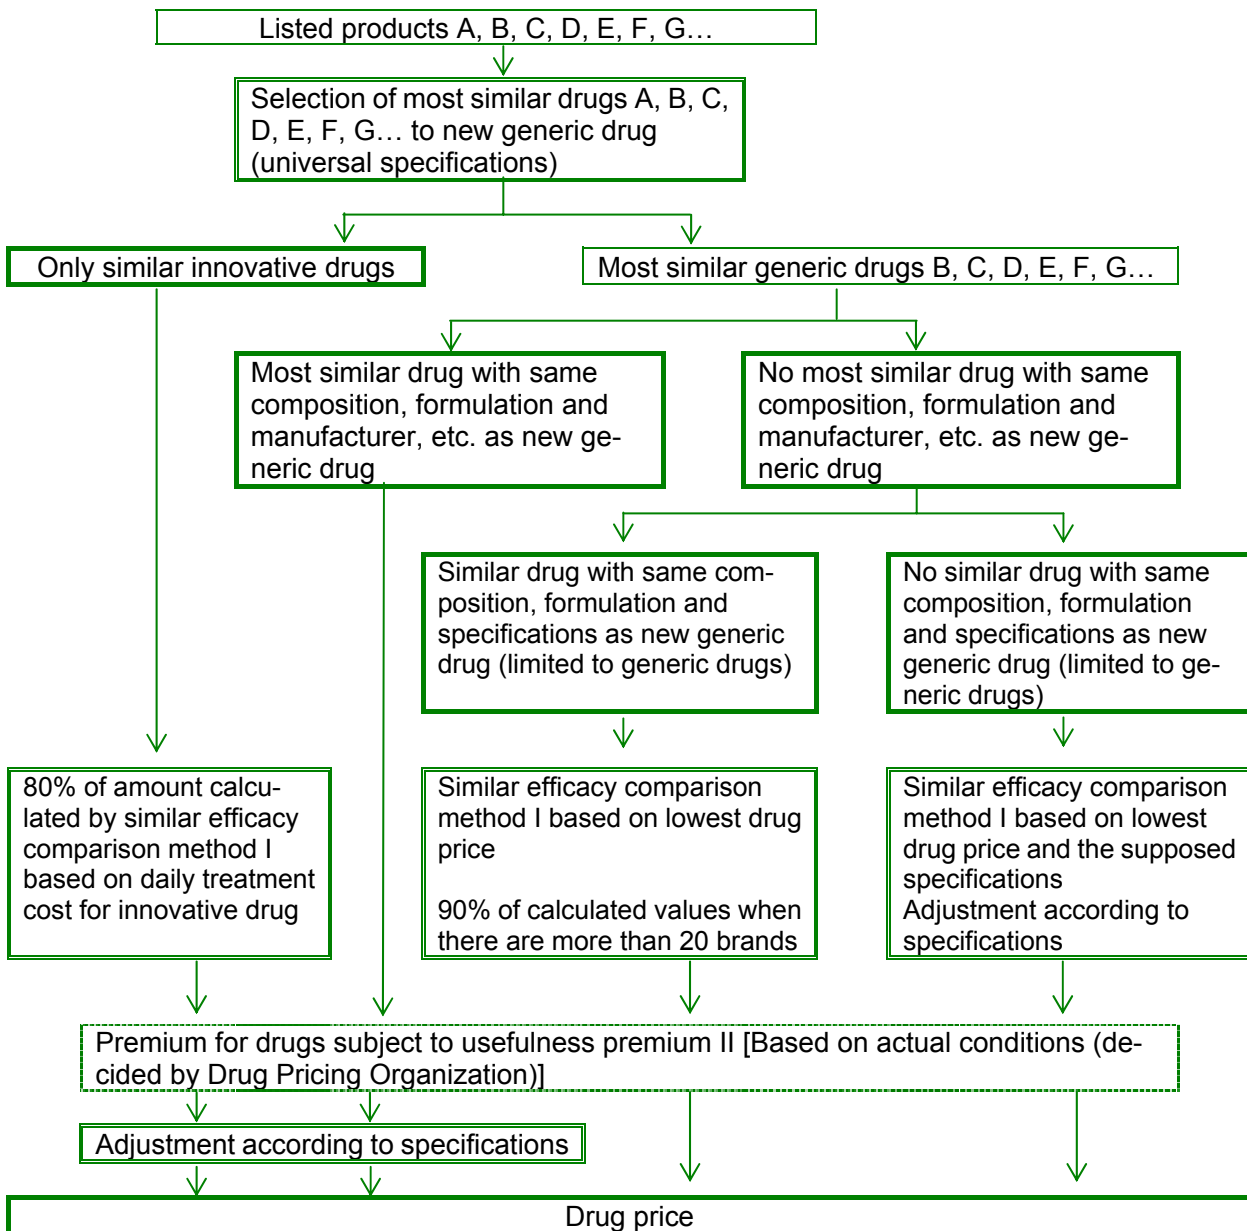 Listed products A, B, C, D, E, F, G…
Selection of most similar drugs A, B, C,
D, E, F, G… to new generic drug
(universal specifications)
Only similar innovative drugs
Most similar generic drugs B, C, D, E, F, G…
Most similar drug with same
composition, formulation and
manufacturer, etc. as new ge-
neric drug
No most similar drug with same
composition, formulation and
manufacturer, etc. as new ge-
neric drug
Similar drug with same com-
position, formulation and
specifications as new generic
drug (limited to generic drugs)
No similar drug with same
composition, formulation
and specifications as new
generic drug (limited to ge-
neric drugs)
80% of amount calcu-
lated by similar efficacy
comparison method I
based on daily treatment
cost for innovative drug
Similar efficacy comparison
method I based on lowest drug
price
90% of calculated values when
there are more than 20 brands
Similar efficacy comparison
method I based on lowest
drug price and the supposed
specifications
Adjustment according to
specifications
Premium for drugs subject to usefulness premium II [Based on actual conditions (de-
cided by Drug Pricing Organization)]
Adjustment according to specifications
Drug price